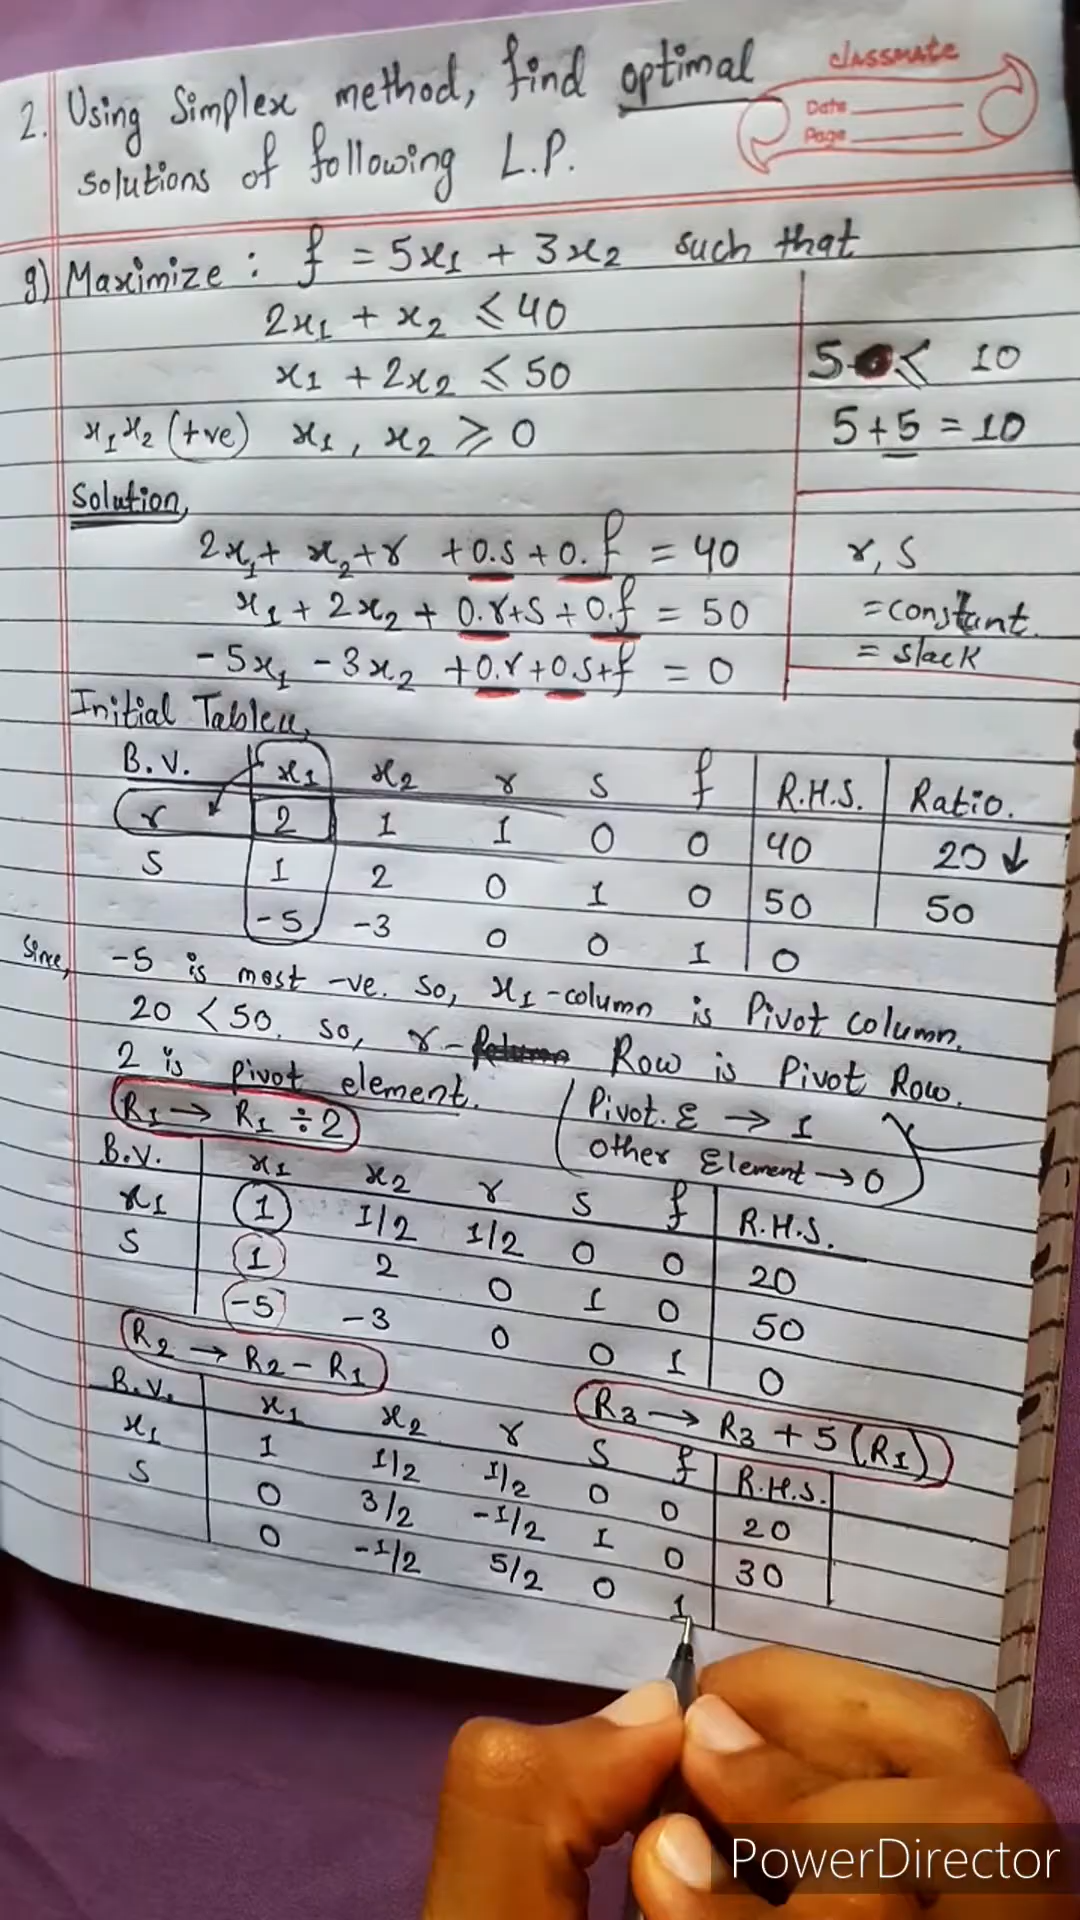 classmate
Date
Page
2. Using Simplex method, find optimal
solutions of following L.P.
g) Maximize : f = 5x₁ + 3x₂ such that
2x₁ + x₂ ≤ 40
x₁ + 2x₂ ≤ 50
x₁ x₂ (+ve) x₁, x₂ ≥ 0
5 < 10
5 + 5 = 10
Solution,
2x₁ + x₂ + r + 0.s + 0.f = 40
x₁ + 2x₂ + 0.r + s + 0.f = 50
-5x₁ - 3x₂ + 0.r + 0.s + f = 0
r, s
= constant.
= slack
Initial Tableu,
B.V. x₁ x₂ r s f R.H.S. Ratio.
r 2 1 1 0 0 40 20 ↓
s 1 2 0 1 0 50 50
-5 -3 0 0 1 0
Since, -5 is most -ve. So, x₁-column is Pivot column.
20 < 50. so, r- Row is Pivot Row.
2 is pivot element.
Pivot. E → 1
other Element → 0
R₁ → R₁ ÷ 2
B.V. x₁ x₂ r s f R.H.S.
x₁ 1 1/2 1/2 0 0 20
s 1 2 0 1 0 50
-5 -3 0 0 1 0
R₂ → R₂ - R₁
R₃ → R₃ + 5(R₁)
B.V. x₁ x₂ r s f R.H.S.
x₁ 1 1/2 1/2 0 0 20
s 0 3/2 -1/2 1 0 30
0 -1/2 5/2 0 1
PowerDirector